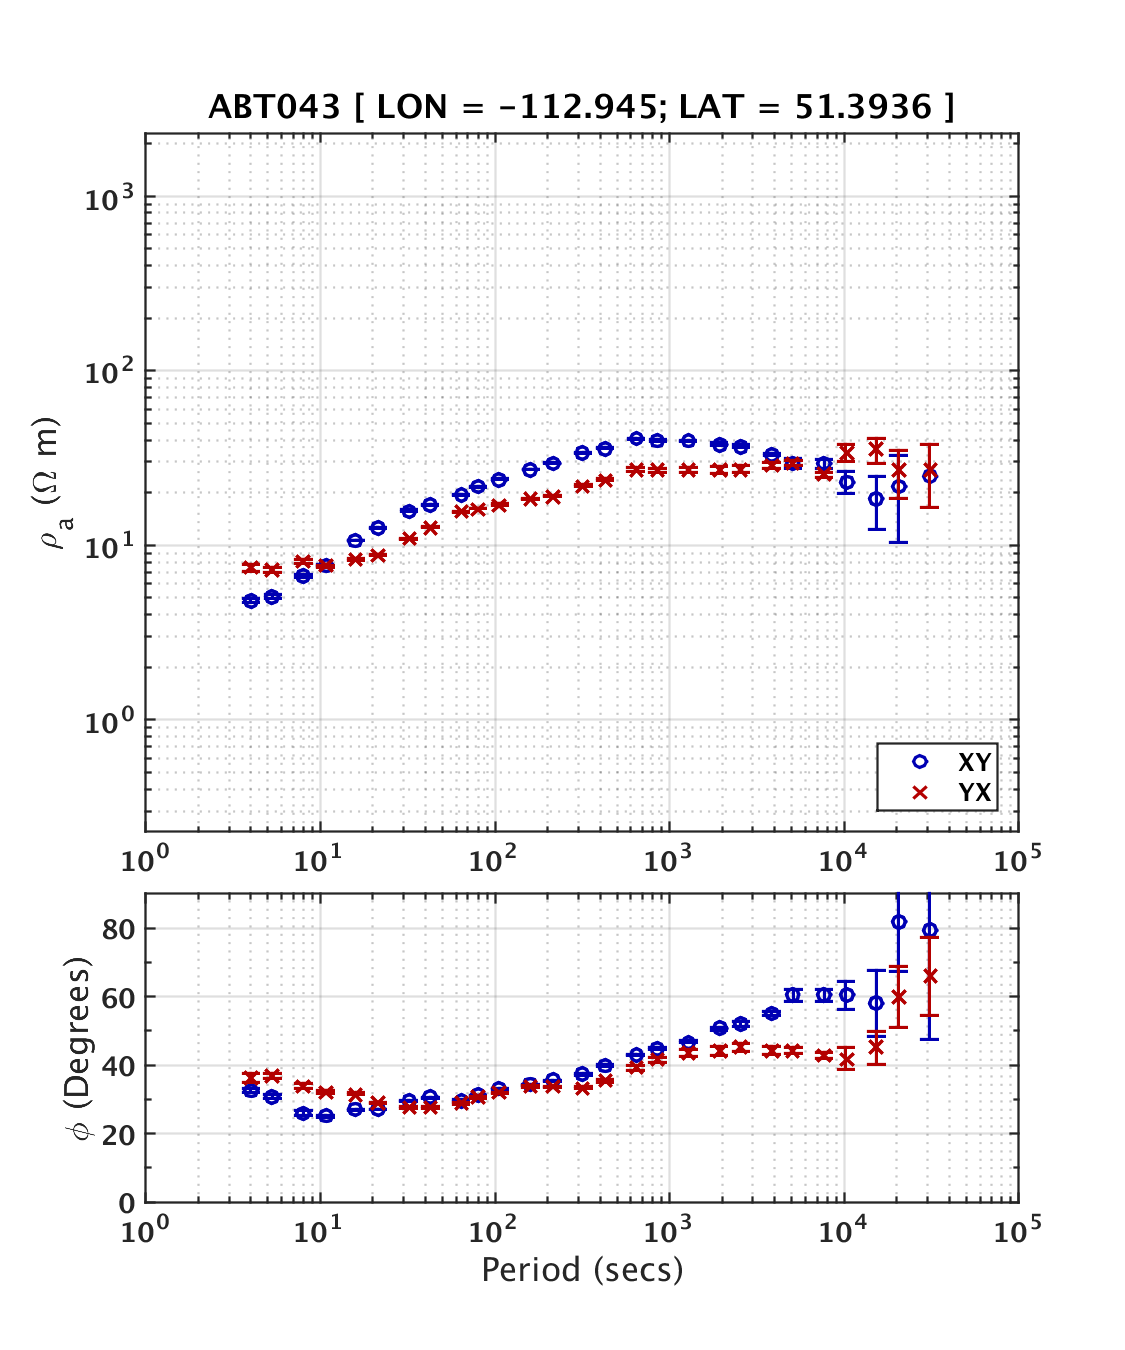 ABT043 [ LON = -112.945; LAT = 51.3936 ]
10³
10²
10¹
10⁰
ρa (Ω m)
XY
YX
10⁰ 10¹ 10² 10³ 10⁴ 10⁵
80
60
40
20
0
ϕ (Degrees)
10⁰ 10¹ 10² 10³ 10⁴ 10⁵
Period (secs)